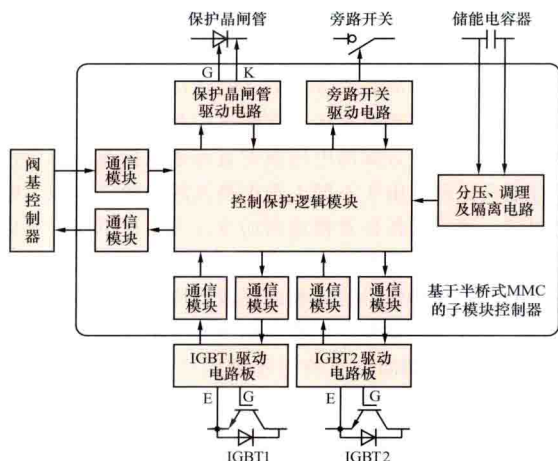 保护晶闸管
旁路开关
储能电容器
G
K
保护晶闸管
驱动电路
旁路开关
驱动电路
阀基控制器
通信
模块
通信
模块
控制保护逻辑模块
分压、调理
及隔离电路
通信
模块
通信
模块
通信
模块
通信
模块
基于半桥式MMC
的子模块控制器
IGBT1驱动
电路板
IGBT2驱动
电路板
E
G
E
G
IGBT1
IGBT2